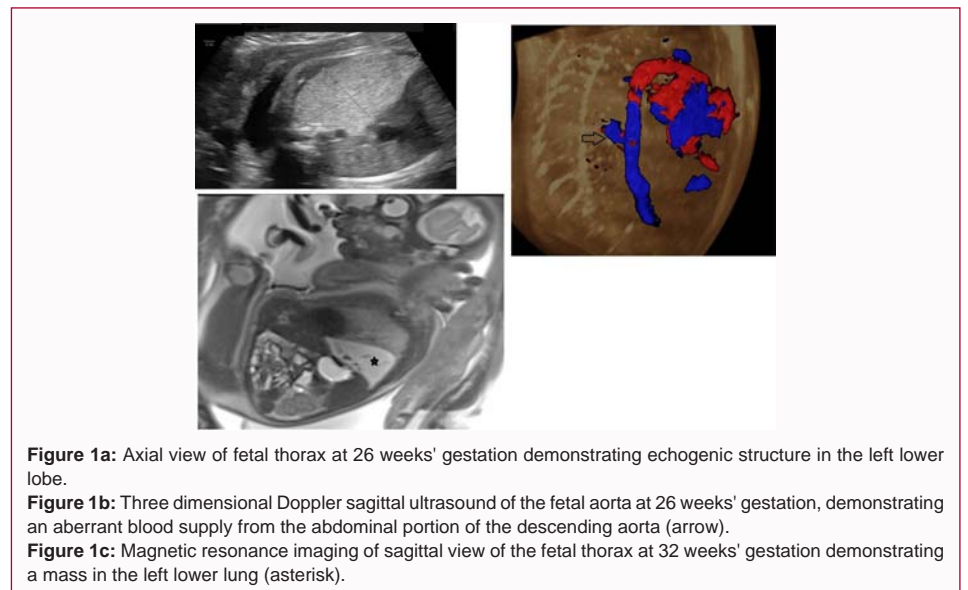 Figure 1a: Axial view of fetal thorax at 26 weeks' gestation demonstrating echogenic structure in the left lower
lobe.
Figure 1b: Three dimensional Doppler sagittal ultrasound of the fetal aorta at 26 weeks' gestation, demonstrating
an aberrant blood supply from the abdominal portion of the descending aorta (arrow).
Figure 1c: Magnetic resonance imaging of sagittal view of the fetal thorax at 32 weeks' gestation demonstrating
a mass in the left lower lung (asterisk).